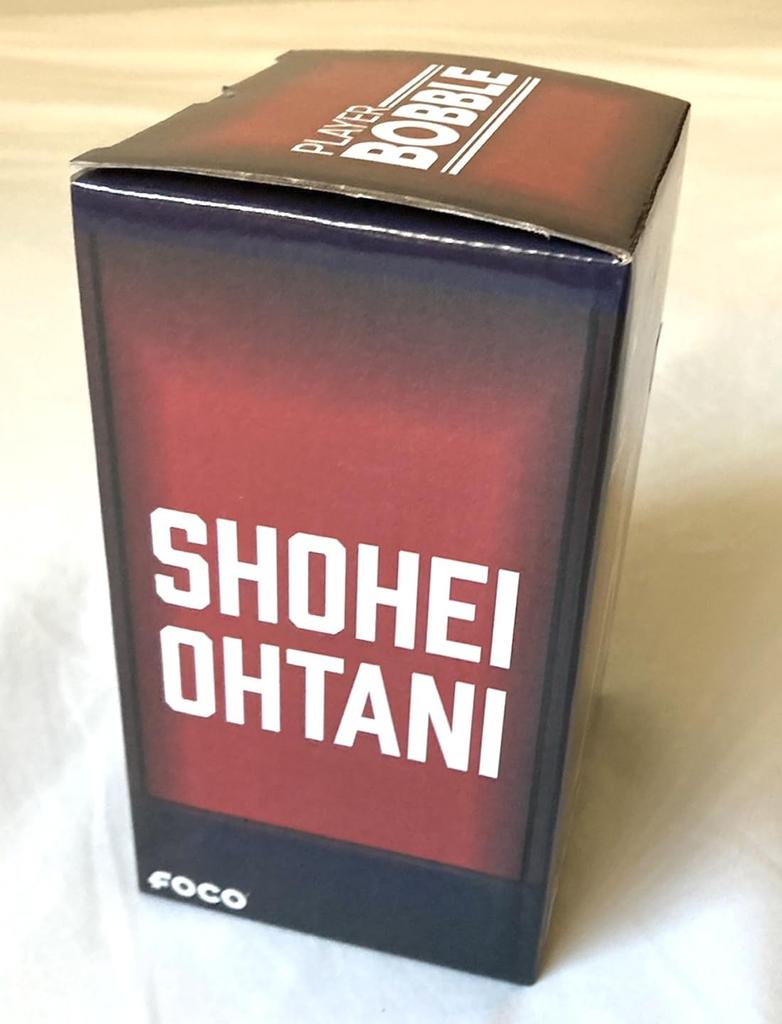 PLAYER
BOBBLE
SHOHEI
OHTANI
FOCO